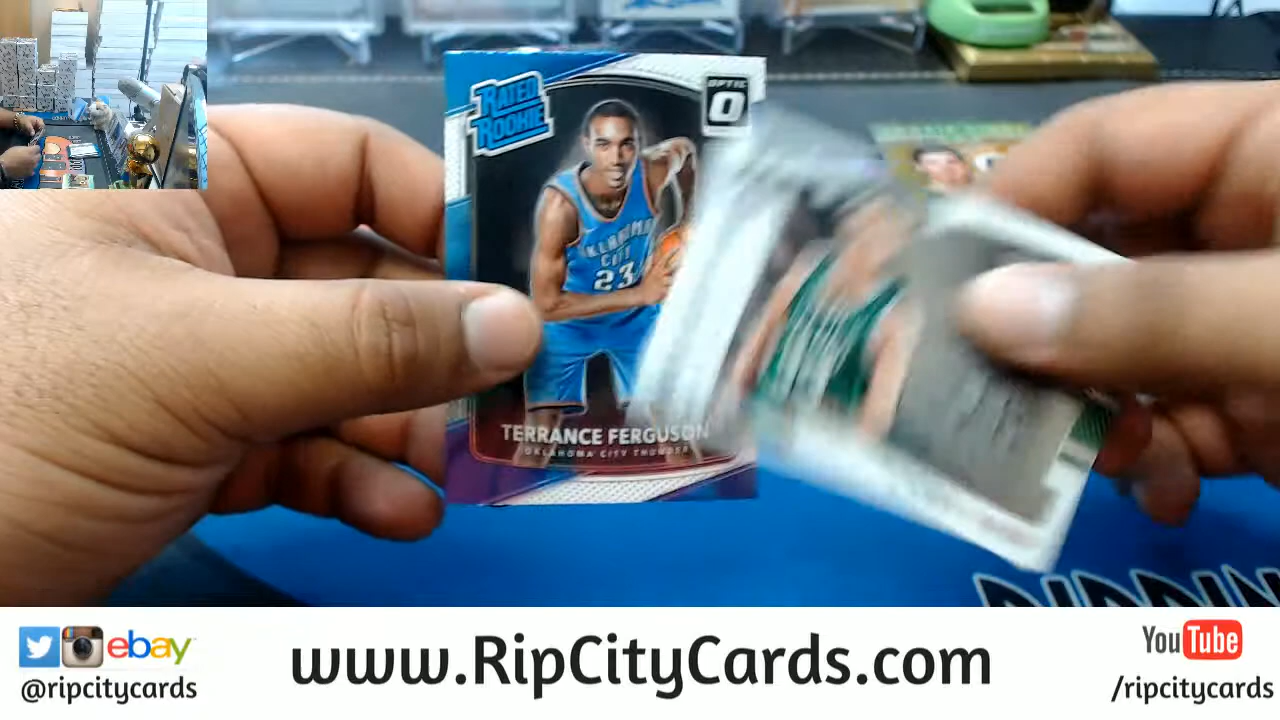 RATED
ROOKIE
OPTIC
O
OKLAHOMA
CITY
23
TERRANCE FERGUSON
OKLAHOMA CITY THUNDER
ebay
www.RipCityCards.com
YouTube
@ripcitycards
/ripcitycards